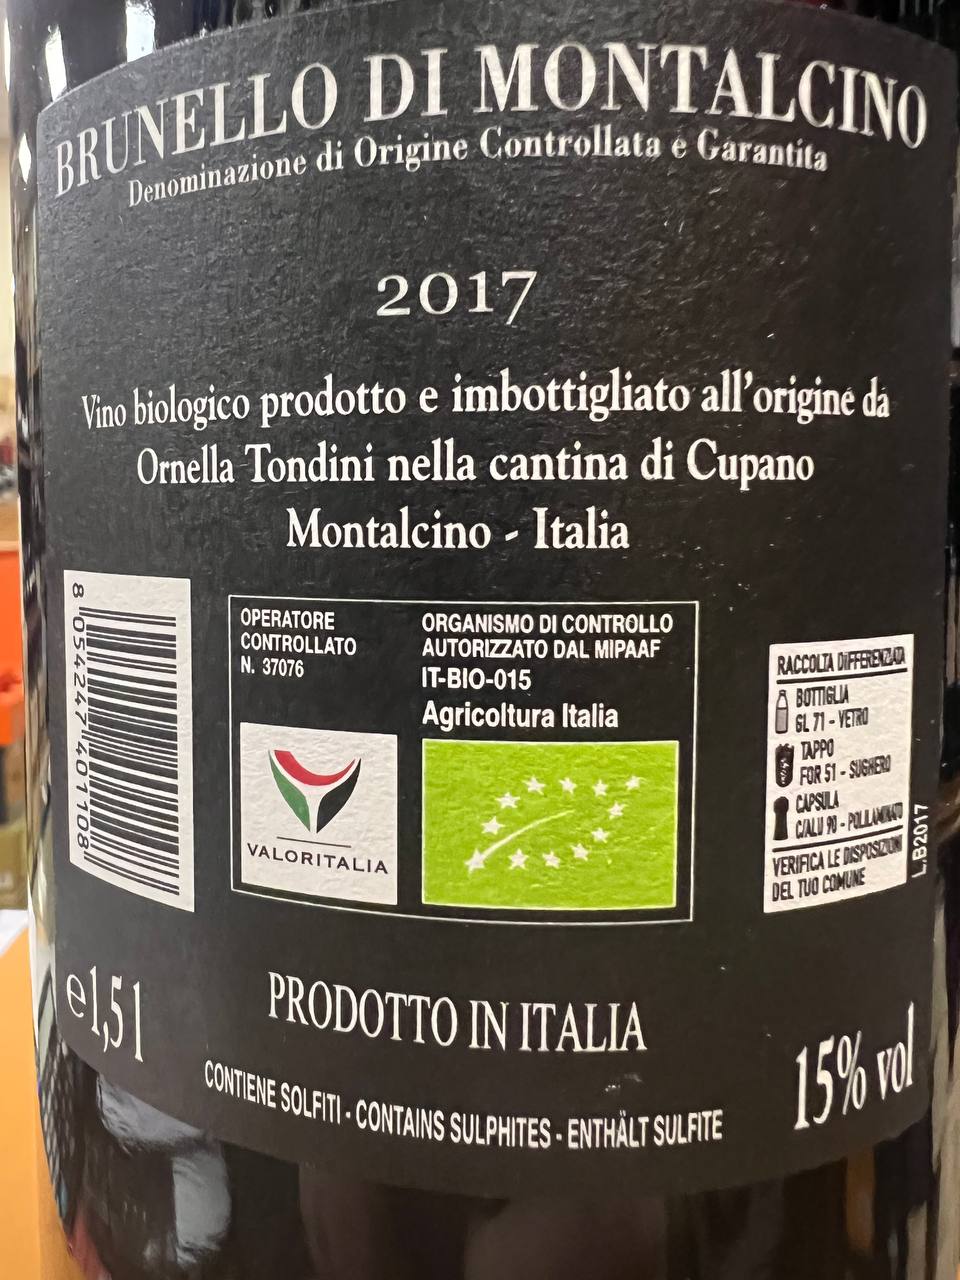 BRUNELLO DI MONTALCINO
Denominazione di Origine Controllata e Garantita
2017
Vino biologico prodotto e imbottigliato all'origine da
Ornella Tondini nella cantina di Cupano
Montalcino - Italia
8 054247 401108
OPERATORE
CONTROLLATO
N. 37076
VALORITALIA
ORGANISMO DI CONTROLLO
AUTORIZZATO DAL MIPAAF
IT-BIO-015
Agricoltura Italia
RACCOLTA DIFFERENZIATA
BOTTIGLIA
GL 71 - VETRO
TAPPO
FOR 51 - SUGHERO
CAPSULA
C/ALU 90 - POLILAMINATO
VERIFICA LE DISPOSIZIONI
DEL TUO COMUNE
L.B2017
e1,5 l
PRODOTTO IN ITALIA
15% vol
CONTIENE SOLFITI - CONTAINS SULPHITES - ENTHÄLT SULFITE